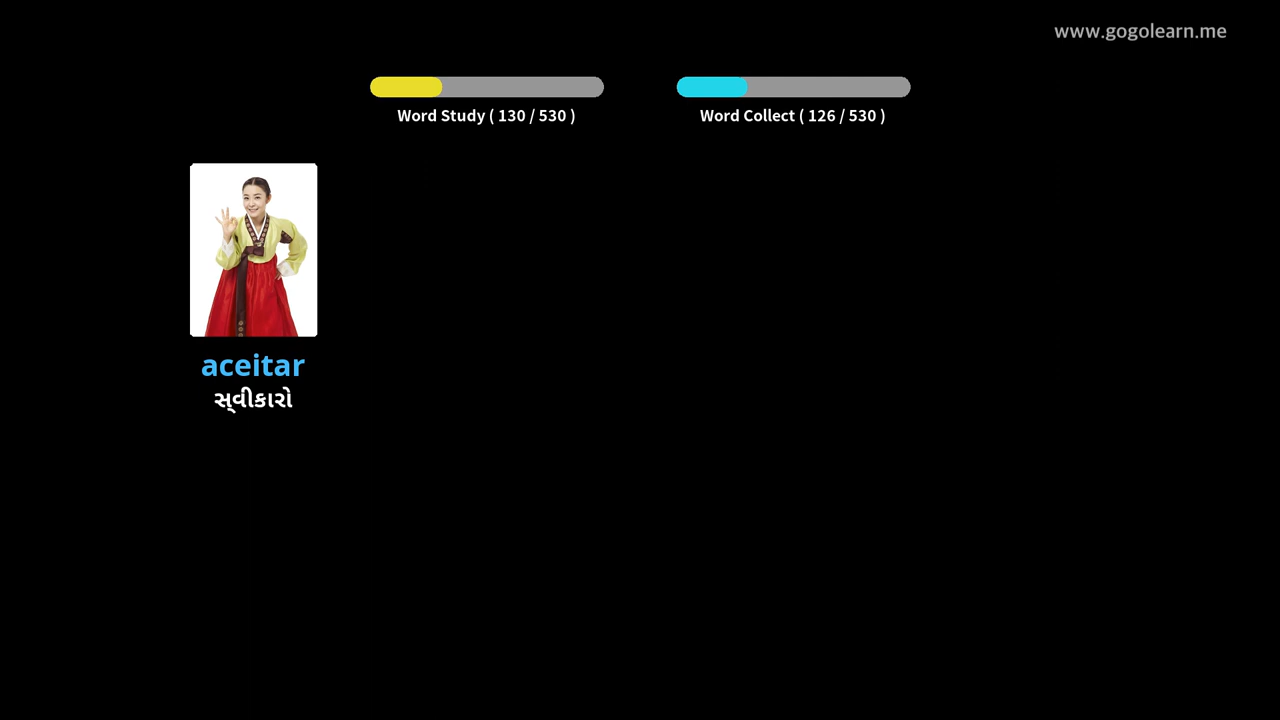 www.gogolearn.me
Word Study ( 130 / 530 )
Word Collect ( 126 / 530 )
aceitar
સ્વીકારો